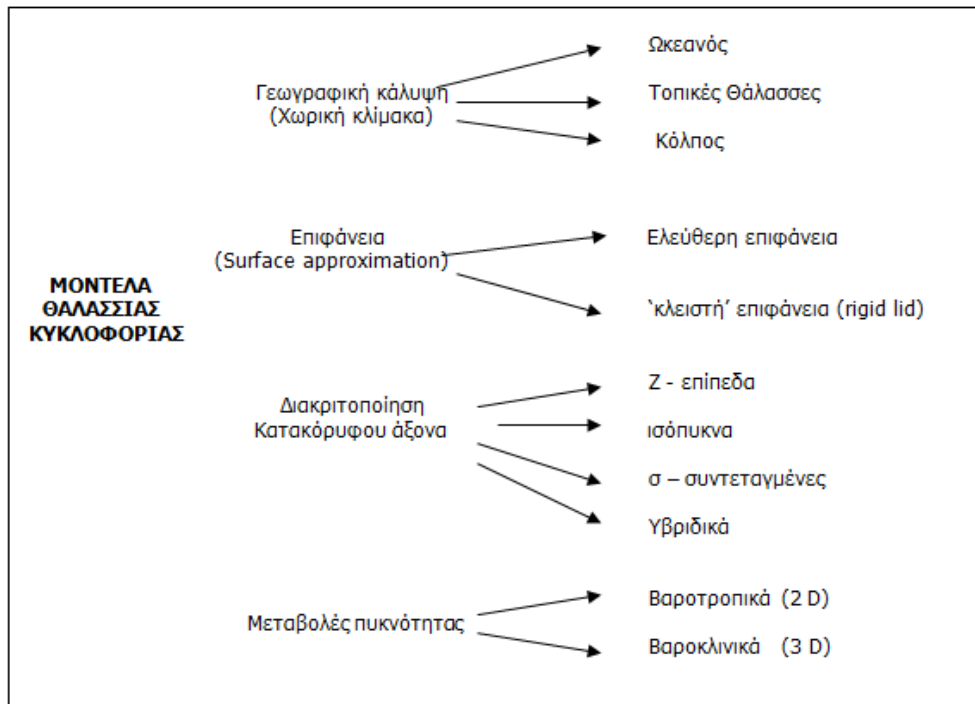 Ωκεανός
Γεωγραφική κάλυψη
(Χωρική κλίμακα)
Τοπικές Θάλασσες
Κόλπος
Επιφάνεια
(Surface approximation)
Ελεύθερη επιφάνεια
‘κλειστή’ επιφάνεια (rigid lid)
ΜΟΝΤΕΛΑ
ΘΑΛΑΣΣΙΑΣ
ΚΥΚΛΟΦΟΡΙΑΣ
Διακριτοποίηση
Κατακόρυφου άξονα
Ζ - επίπεδα
ισόπυκνα
σ – συντεταγμένες
Υβριδικά
Μεταβολές πυκνότητας
Βαροτροπικά (2 D)
Βαροκλινικά (3 D)